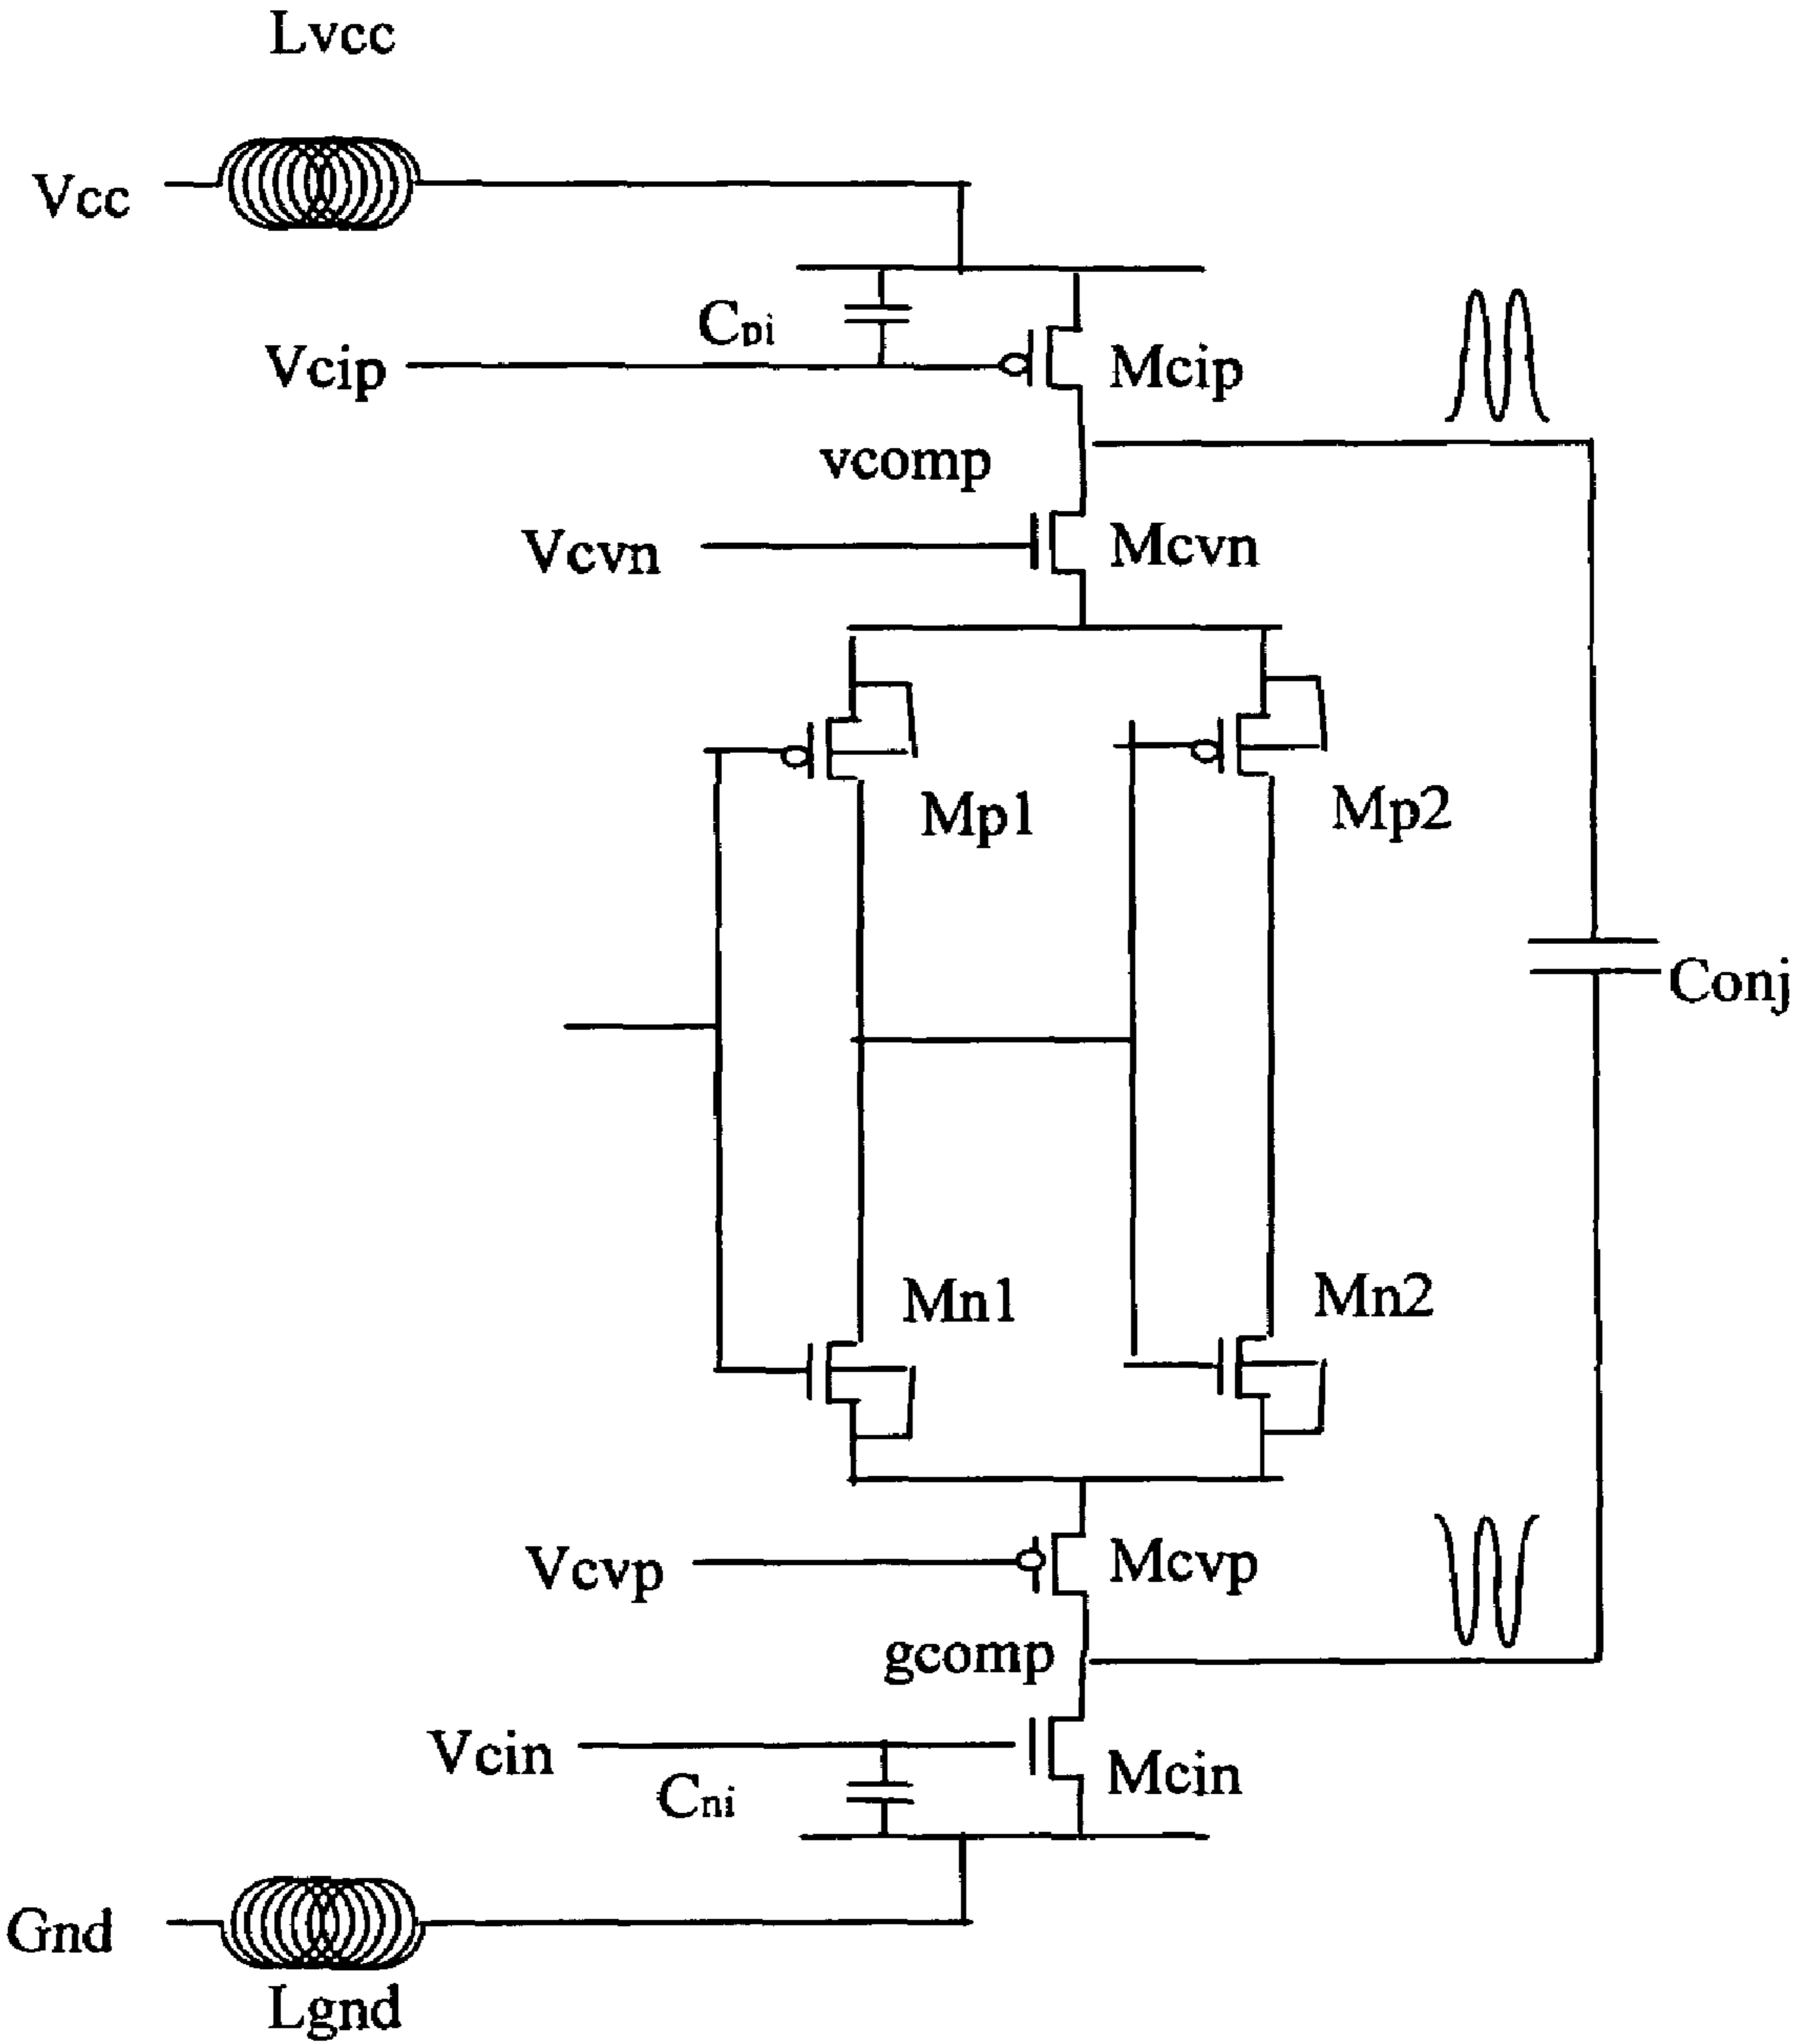 Lvcc
Vcc
Cpi
Vcip
Mcip
vcomp
Vcvn
Mcvn
Mp1
Mp2
Conj
Mn1
Mn2
Vcvp
Mcvp
gcomp
Vcin
Mcin
Cni
Gnd
Lgnd